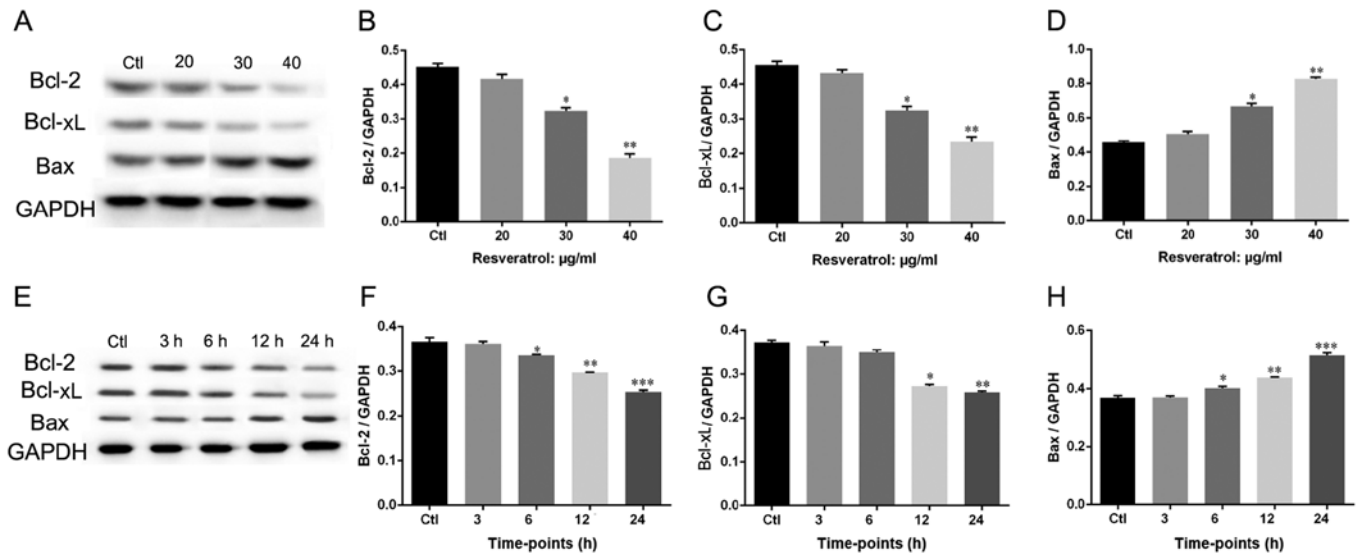 A
Ctl 20 30 40
Bcl-2
Bcl-xL
Bax
GAPDH
B
Bcl-2 / GAPDH
0.5
0.4
0.3
0.2
0.1
0.0
*
**
Ctl 20 30 40
Resveratrol: µg/ml
C
Bcl-xL/ GAPDH
0.5
0.4
0.3
0.2
0.1
0.0
*
**
Ctl 20 30 40
Resveratrol: µg/ml
D
Bax / GAPDH
1.0
0.8
0.6
0.4
0.2
0.0
*
**
Ctl 20 30 40
Resveratrol: µg/ml
E
Ctl 3 h 6 h 12 h 24 h
Bcl-2
Bcl-xL
Bax
GAPDH
F
Bcl-2 / GAPDH
0.4
0.3
0.2
0.1
0.0
*
**
***
Ctl 3 6 12 24
Time-points (h)
G
Bcl-xL/ GAPDH
0.4
0.3
0.2
0.1
0.0
*
**
Ctl 3 6 12 24
Time-points (h)
H
Bax / GAPDH
0.6
0.4
0.2
0.0
*
**
***
Ctl 3 6 12 24
Time-points (h)